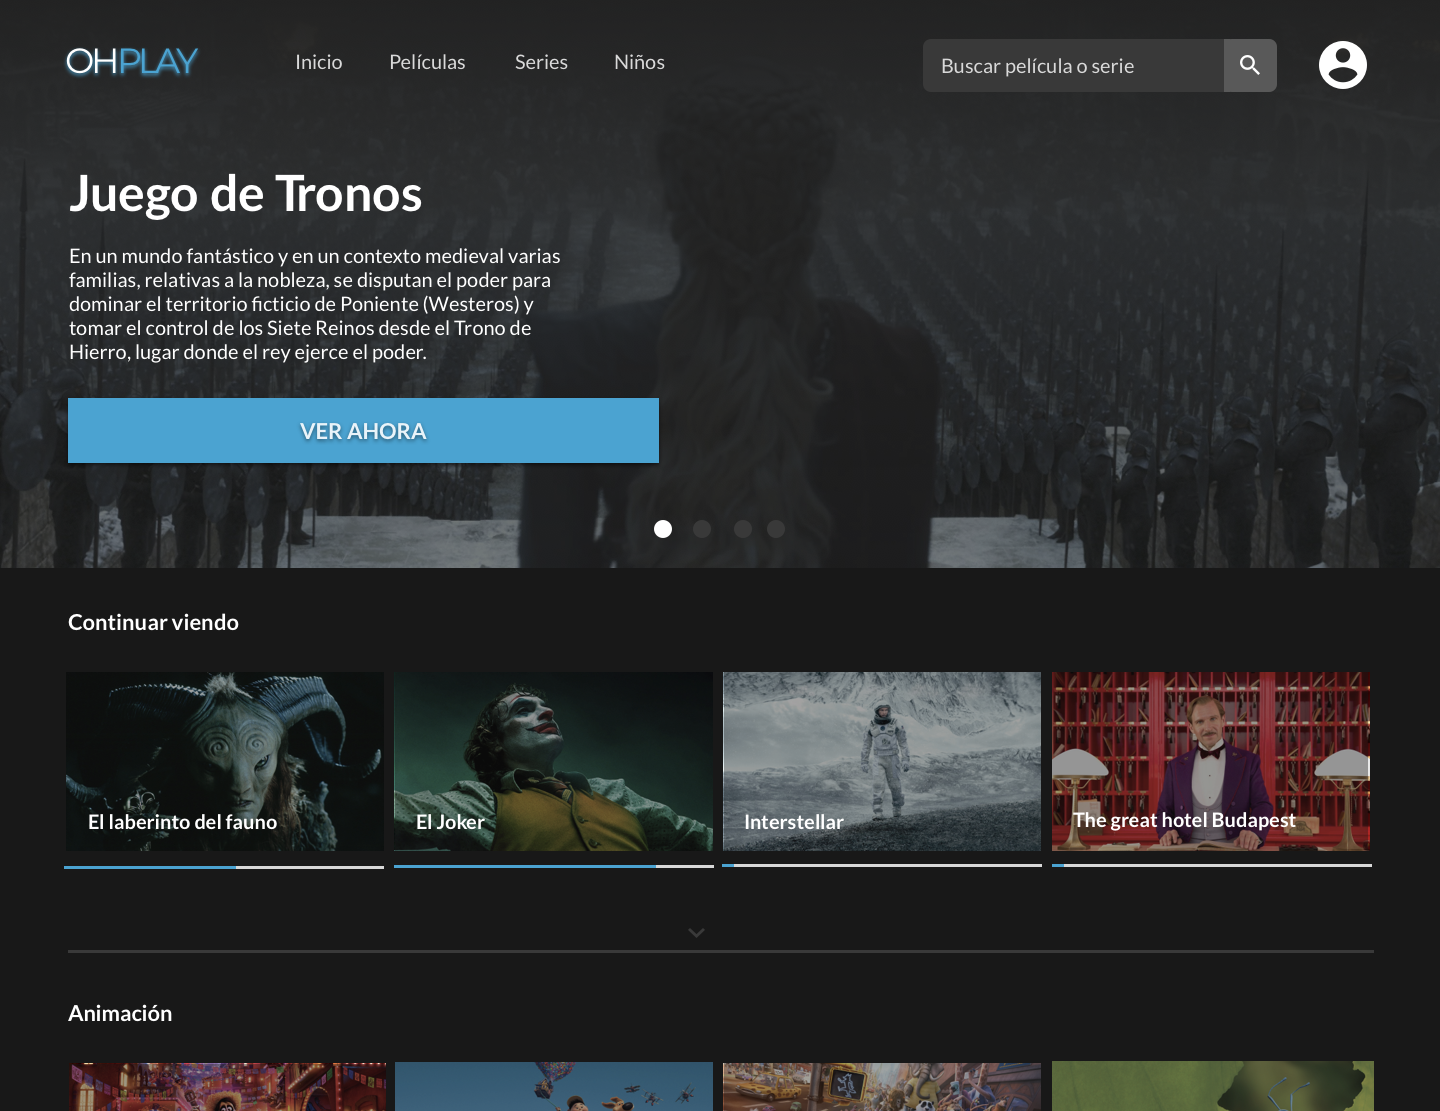 OHPLAY
Inicio
Películas
Series
Niños
Buscar película o serie
Juego de Tronos
En un mundo fantástico y en un contexto medieval varias
familias, relativas a la nobleza, se disputan el poder para
dominar el territorio ficticio de Poniente (Westeros) y
tomar el control de los Siete Reinos desde el Trono de
Hierro, lugar donde el rey ejerce el poder.
VER AHORA
Continuar viendo
El laberinto del fauno
El Joker
Interstellar
The great hotel Budapest
Animación